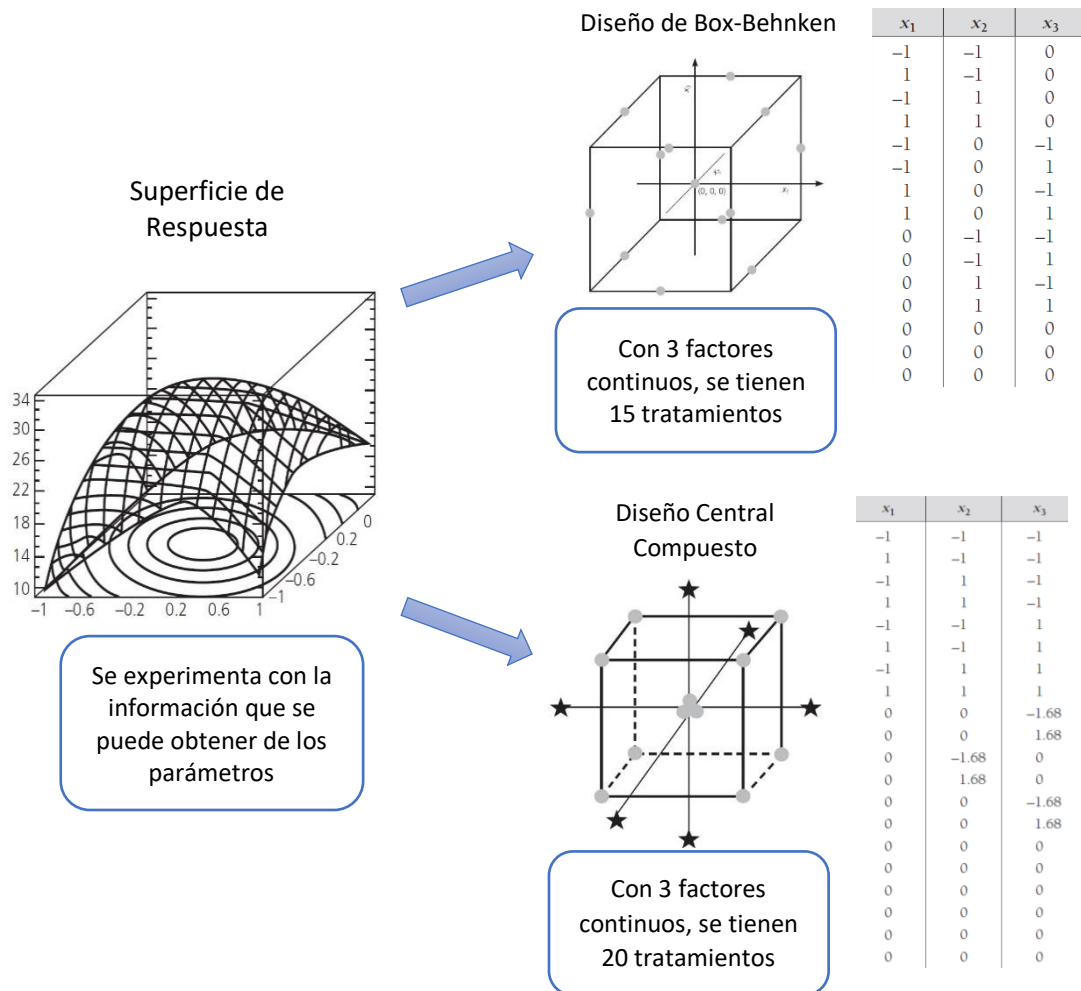 Diseño de Box-Behnken
x1 x2 x3
−1 −1 0
1 −1 0
−1 1 0
1 1 0
−1 0 −1
−1 0 1
1 0 −1
1 0 1
0 −1 −1
0 −1 1
0 1 −1
0 1 1
0 0 0
0 0 0
0 0 0
(0, 0, 0)
Con 3 factores
continuos, se tienen
15 tratamientos
Superficie de
Respuesta
34
30
26
22
18
14
10
−1 −0.6 −0.2 0.2 0.6 1
−1
−0.6
−0.2
0.2
0
Se experimenta con la
información que se
puede obtener de los
parámetros
Diseño Central
Compuesto
x1 x2 x3
−1 −1 −1
1 −1 −1
−1 1 −1
1 1 −1
−1 −1 1
1 −1 1
−1 1 1
1 1 1
0 0 −1.68
0 0 1.68
0 −1.68 0
0 1.68 0
0 0 −1.68
0 0 1.68
0 0 0
0 0 0
0 0 0
0 0 0
0 0 0
0 0 0
Con 3 factores
continuos, se tienen
20 tratamientos